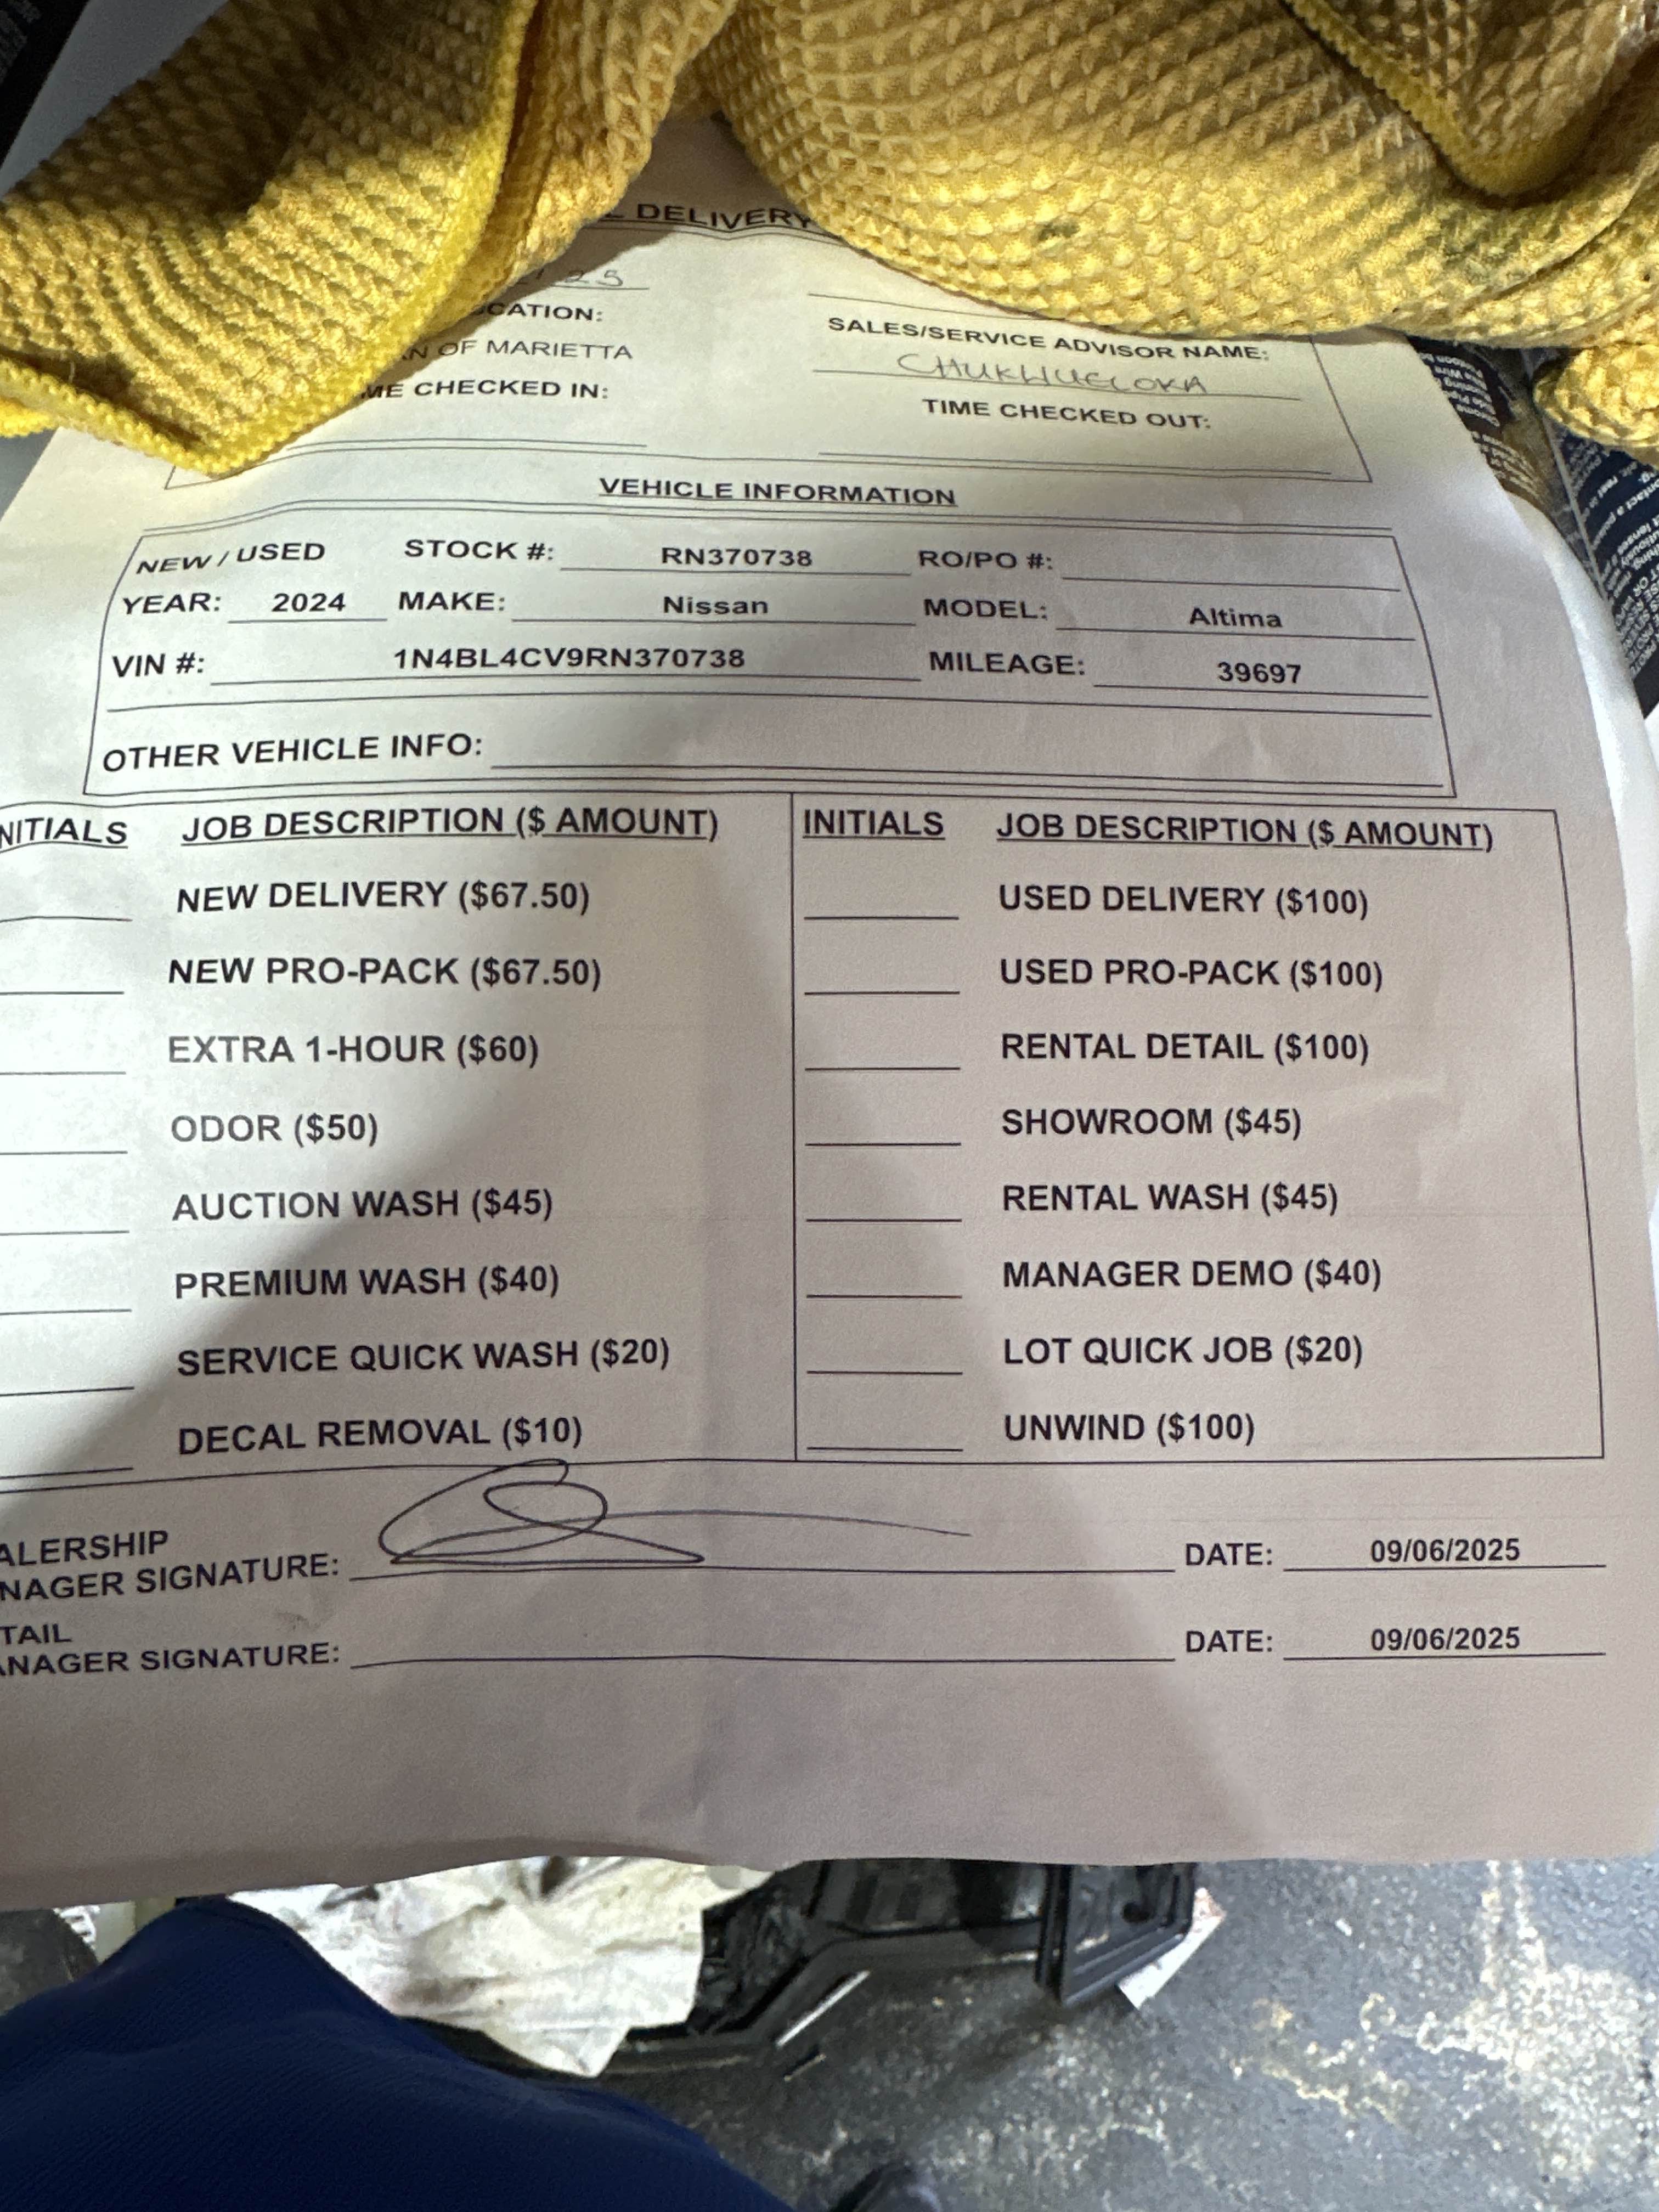 DELIVERY
25
CATION:
OF MARIETTA
SALES/SERVICE ADVISOR NAME:
ME CHECKED IN:
TIME CHECKED OUT:
VEHICLE INFORMATION
NEW / USED STOCK #: RN370738 RO/PO #:
YEAR: 2024 MAKE: Nissan MODEL: Altima
VIN #: 1N4BL4CV9RN370738 MILEAGE: 39697
OTHER VEHICLE INFO:
NITIALS JOB DESCRIPTION ($ AMOUNT) INITIALS JOB DESCRIPTION ($ AMOUNT)
NEW DELIVERY ($67.50) USED DELIVERY ($100)
NEW PRO-PACK ($67.50) USED PRO-PACK ($100)
EXTRA 1-HOUR ($60) RENTAL DETAIL ($100)
ODOR ($50) SHOWROOM ($45)
AUCTION WASH ($45) RENTAL WASH ($45)
PREMIUM WASH ($40) MANAGER DEMO ($40)
SERVICE QUICK WASH ($20) LOT QUICK JOB ($20)
DECAL REMOVAL ($10) UNWIND ($100)
ALERSHIP
NAGER SIGNATURE: DATE: 09/06/2025
TAIL
ANAGER SIGNATURE: DATE: 09/06/2025